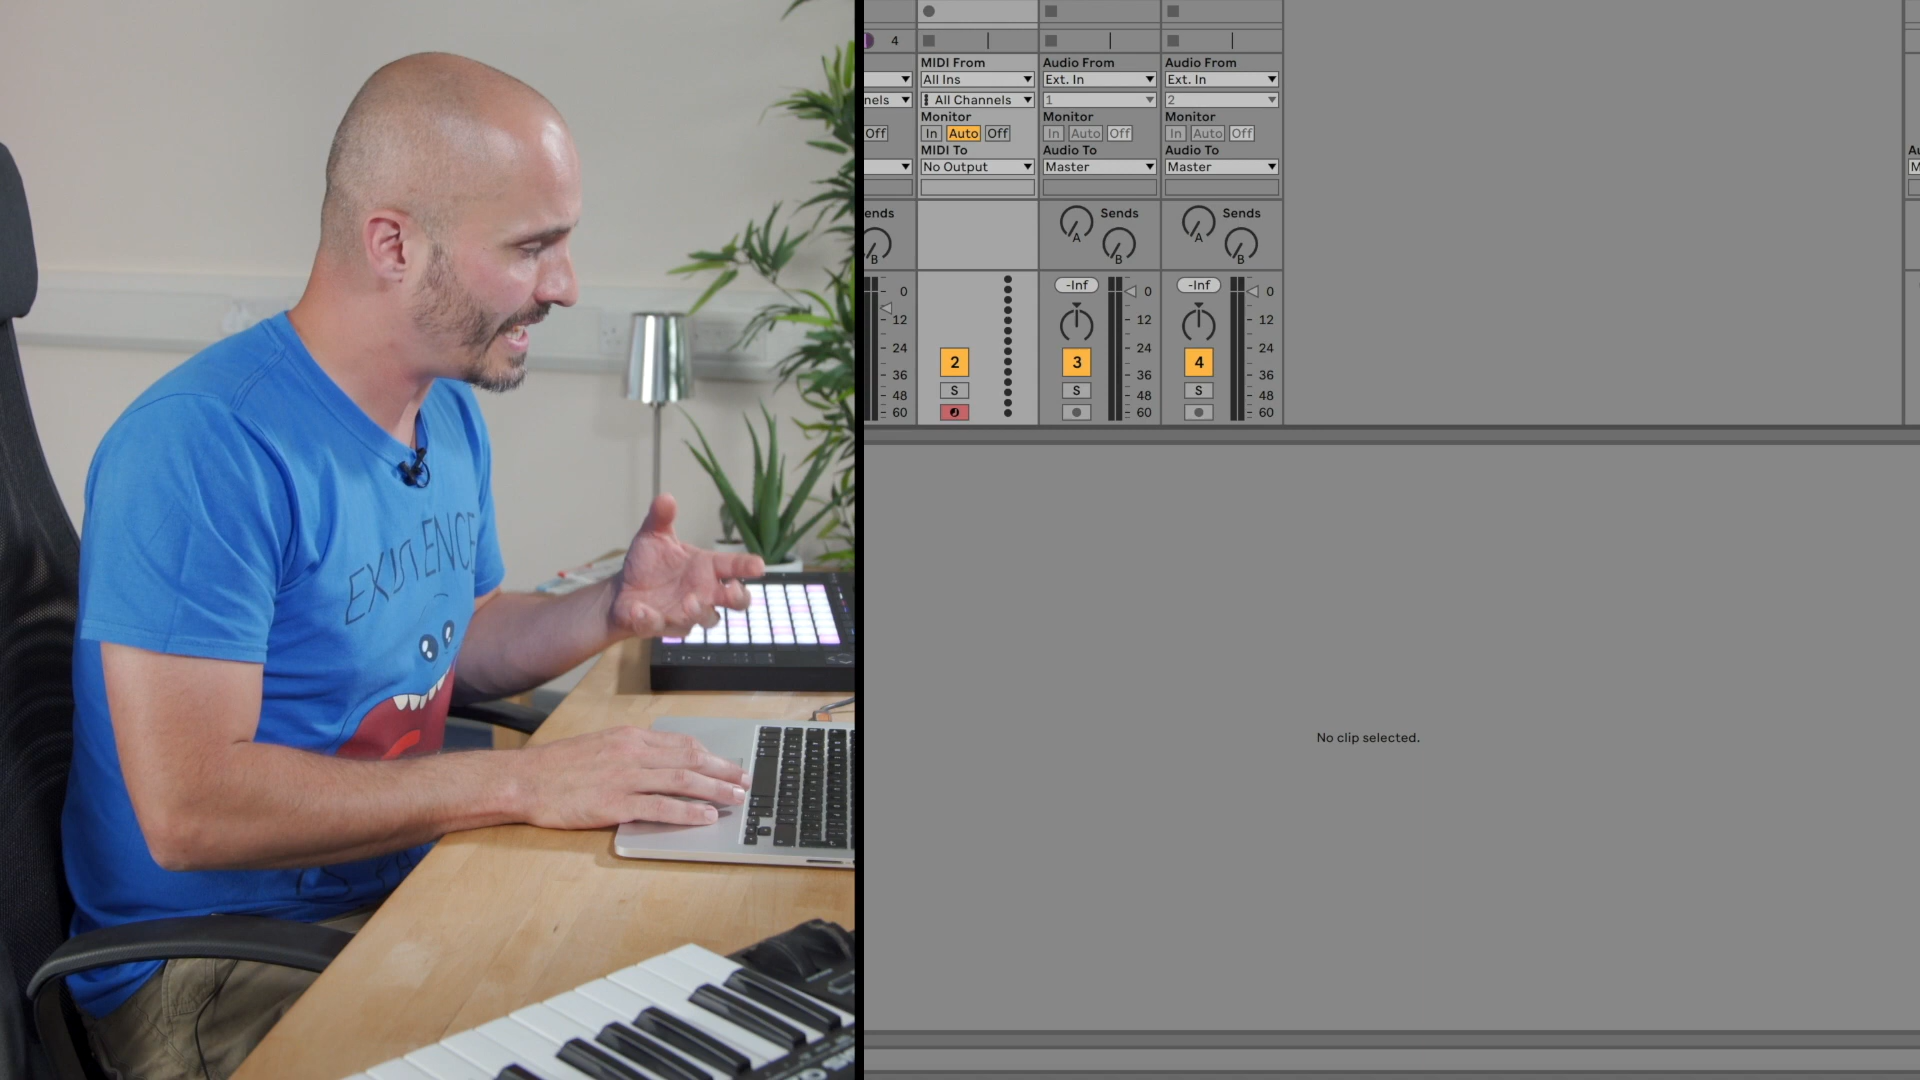 4
MIDI From
Audio From
Audio From
All Ins
Ext. In
Ext. In
nels
All Channels
1
2
Monitor
Monitor
Monitor
Off
In
Auto
Off
In
Auto
Off
In
Auto
Off
MIDI To
Audio To
Audio To
Au
No Output
Master
Master
M
ends
Sends
Sends
A
A
B
B
B
-Inf
-Inf
0
0
0
12
12
12
24
24
24
2
3
4
36
36
36
S
S
S
48
48
48
60
60
60
No clip selected.
EXISTENCE